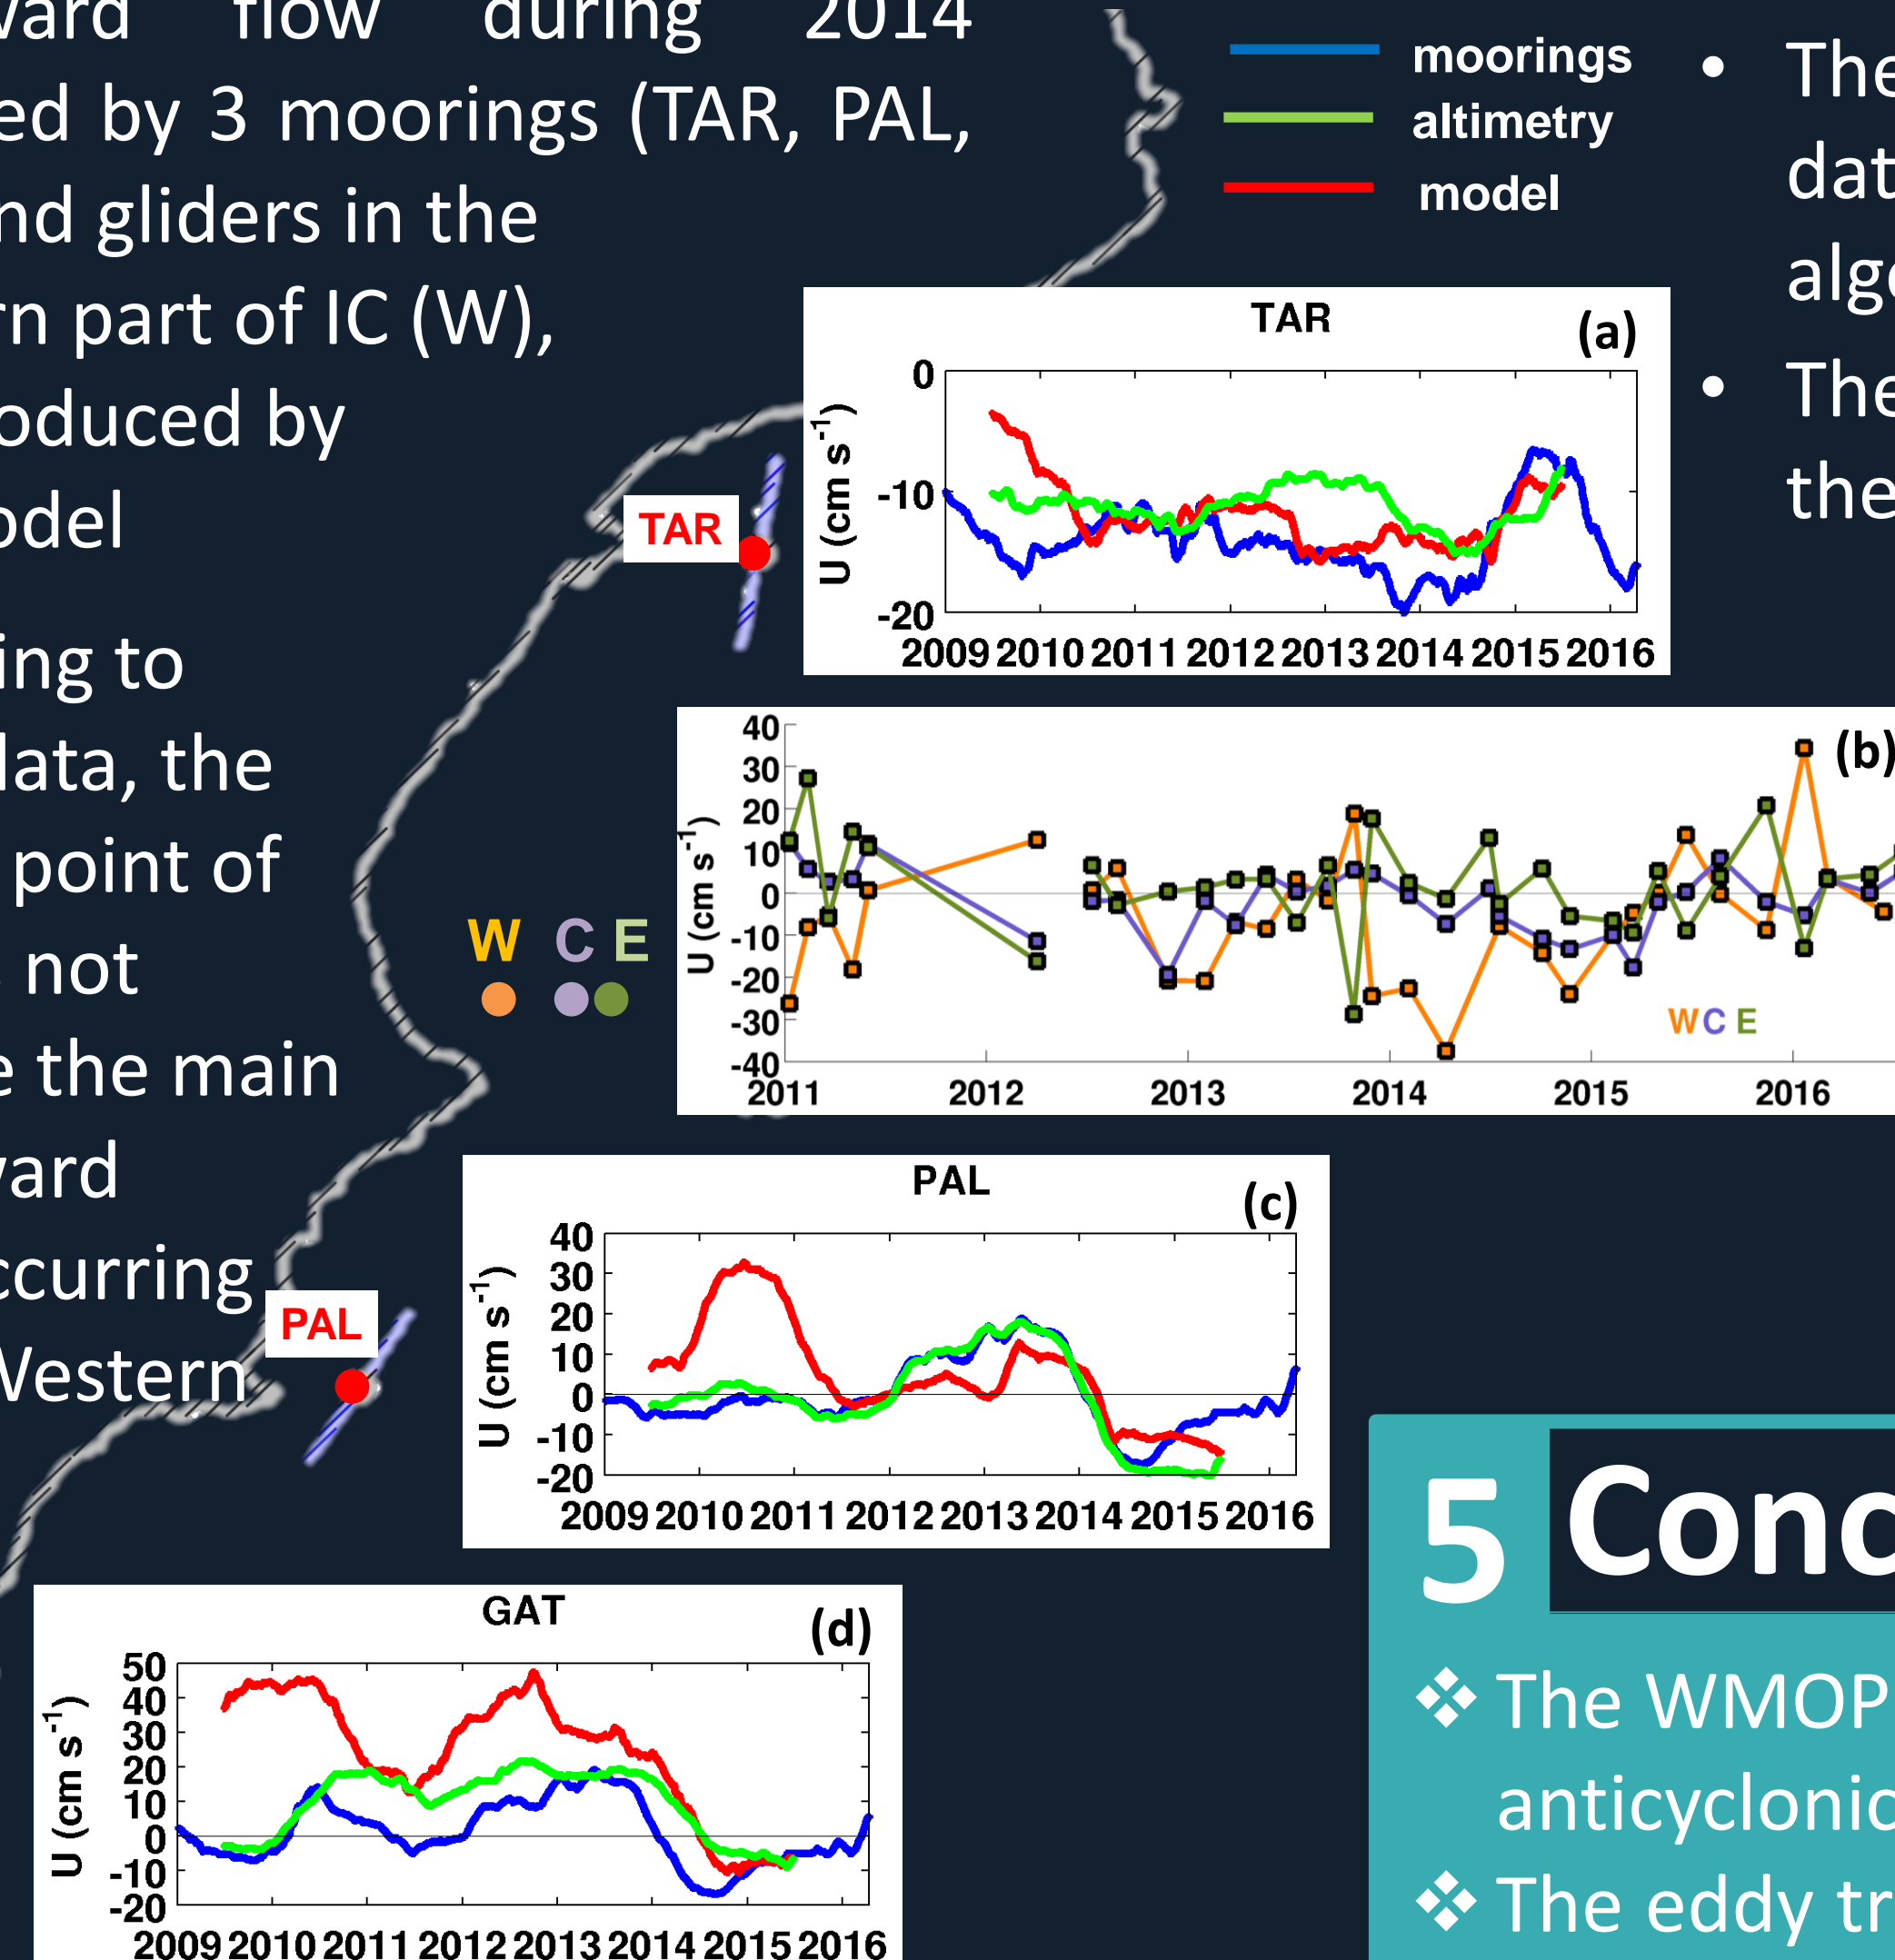 ward flow during 2014
ed by 3 moorings (TAR, PAL,
nd gliders in the
rn part of IC (W),
oduced by
odel
ing to
data, the
point of
not
e the main
ward
ccurring
Western
moorings
altimetry
model
• The
dat
algo
• The
the
TAR
PAL
W C E
TAR
(a)
U (cm s-1)
0
-10
-20
2009 2010 2011 2012 2013 2014 2015 2016
(b)
U (cm s-1)
40
30
20
10
0
-10
-20
-30
-40
W C E
2011 2012 2013 2014 2015 2016
PAL
(c)
U (cm s-1)
40
30
20
10
0
-10
-20
2009 2010 2011 2012 2013 2014 2015 2016
GAT
(d)
U (cm s-1)
50
40
30
20
10
0
-10
-20
2009 2010 2011 2012 2013 2014 2015 2016
5 Conc
❖ The WMOP
anticyclonic
❖ The eddy tr